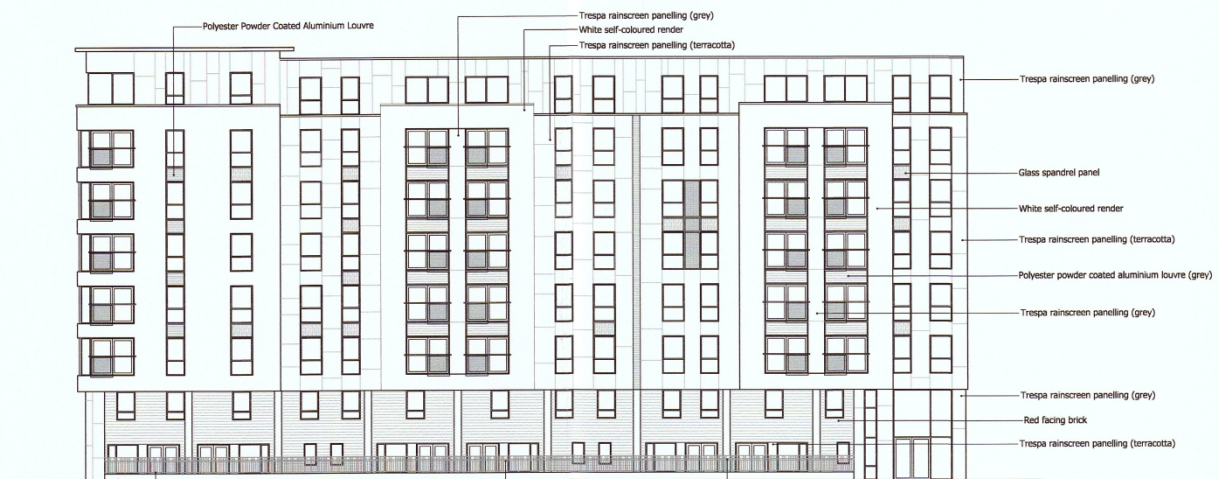 Trespa rainscreen panelling (grey)
Polyester Powder Coated Aluminium Louvre
White self-coloured render
Trespa rainscreen panelling (terracotta)
Trespa rainscreen panelling (grey)
Glass spandrel panel
White self-coloured render
Trespa rainscreen panelling (terracotta)
Polyester powder coated aluminium louvre (grey)
Trespa rainscreen panelling (grey)
Trespa rainscreen panelling (grey)
Red facing brick
Trespa rainscreen panelling (terracotta)